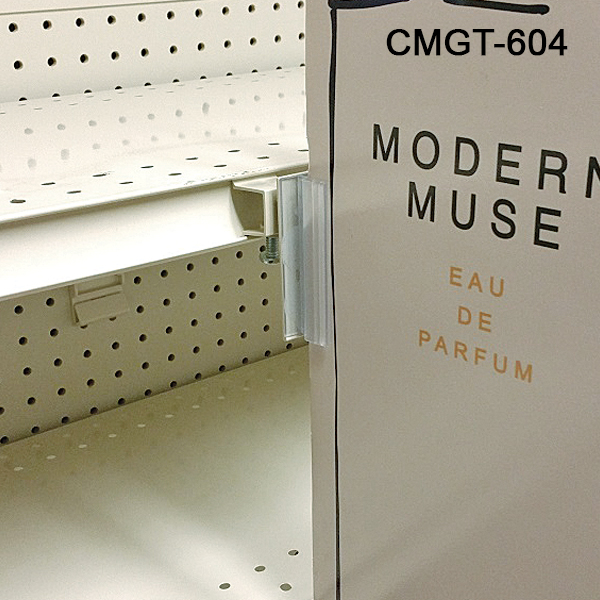 CMGT-604
MODERN
MUSE
EAU
DE
PARFUM